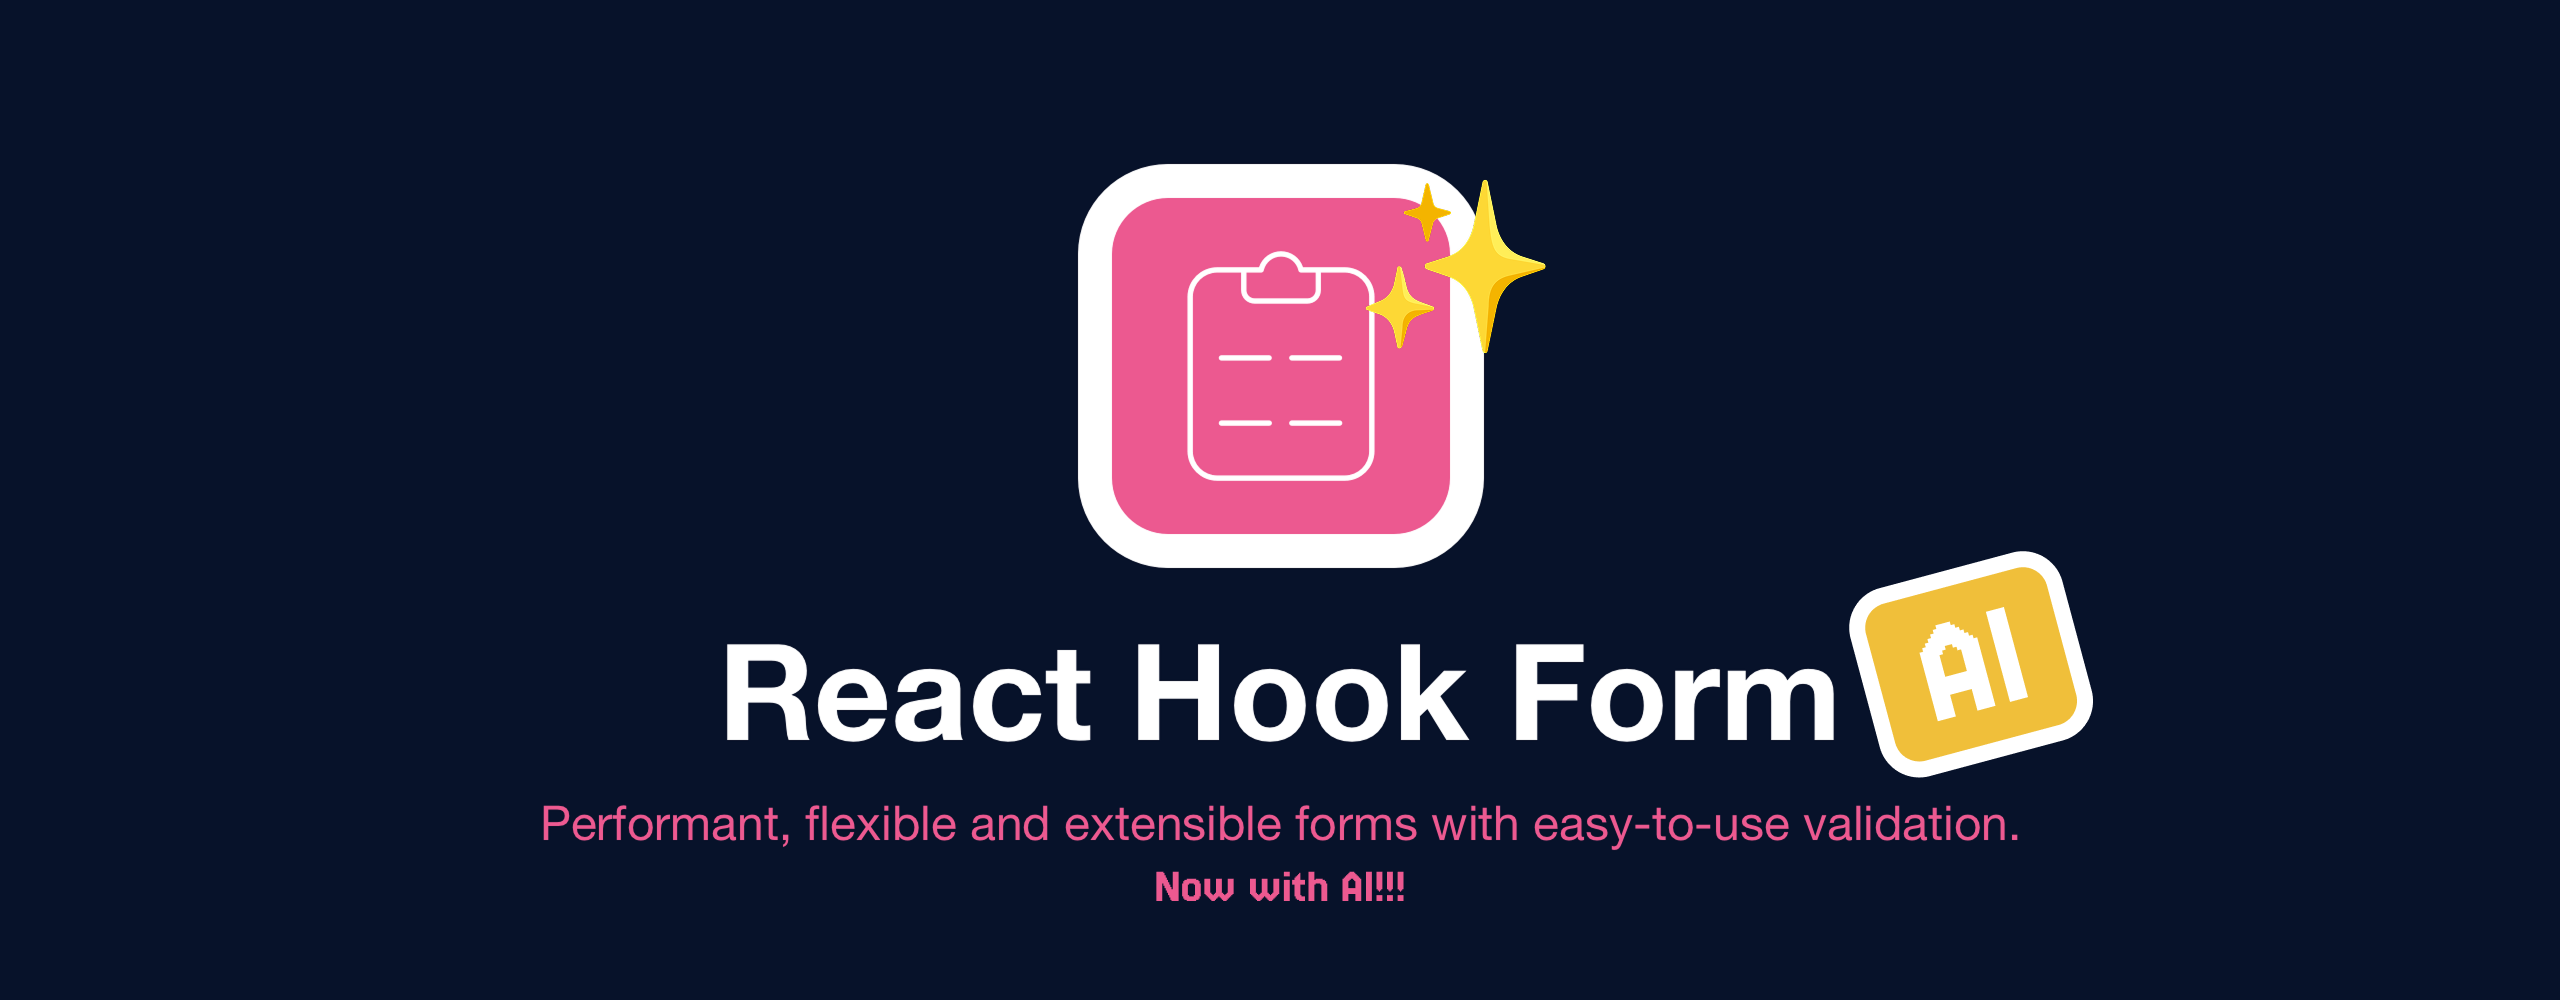 React Hook Form AI
Performant, flexible and extensible forms with easy-to-use validation.
Now with AI!!!